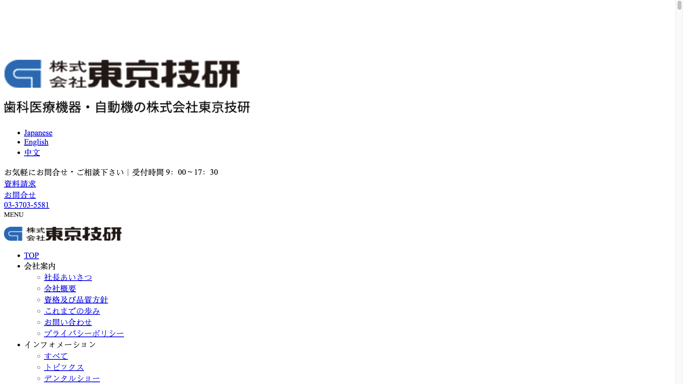 株式会社 東京技研
歯科医療機器・自動機の株式会社東京技研
Japanese
English
中文
お気軽にお問合せ・ご相談下さい｜受付時間 9：00～17：30
資料請求
お問合せ
03-3703-5581
MENU
株式会社 東京技研
TOP
会社案内
社長あいさつ
会社概要
資格及び品質方針
これまでの歩み
お問い合わせ
プライバシーポリシー
インフォメーション
すべて
トピックス
デンタルショー